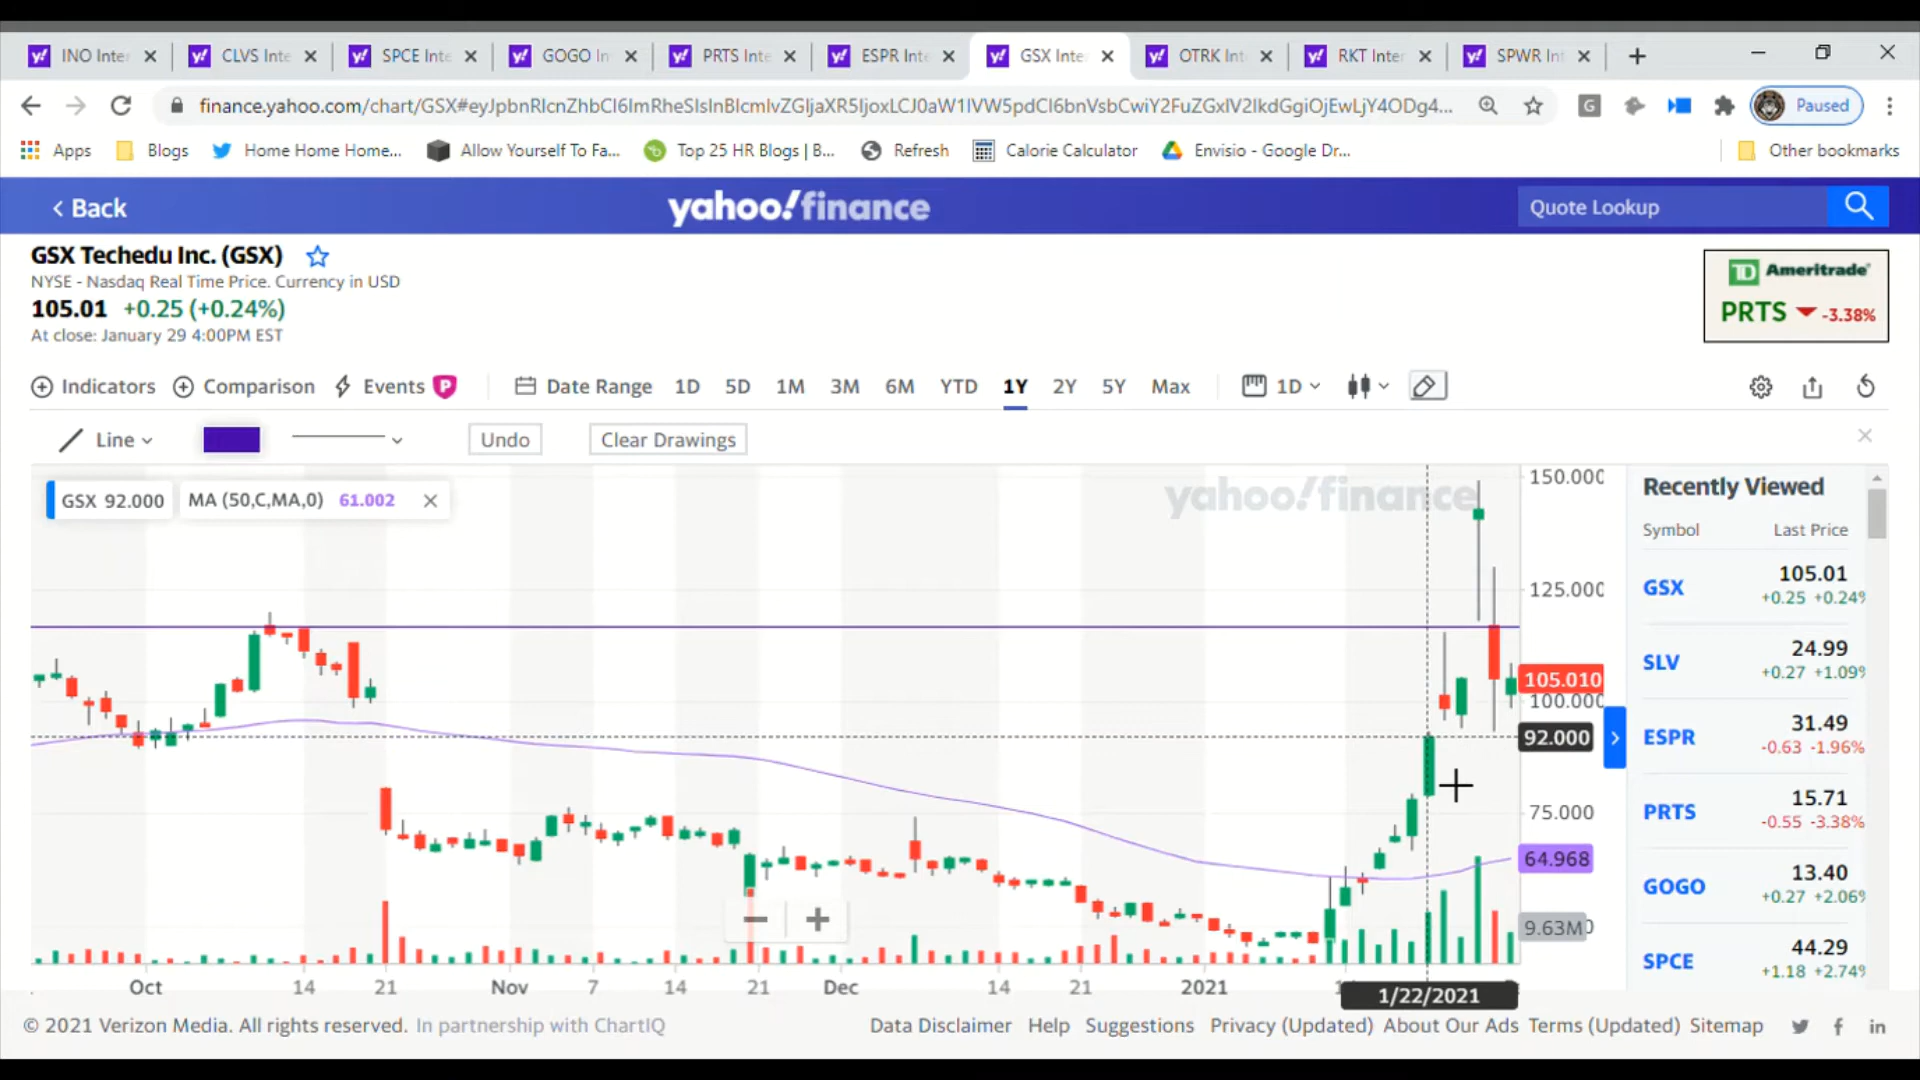 INO Inte
CLVS Inte
SPCE Inte
GOGO In
PRTS Inte
ESPR Inte
GSX Inte
OTRK Int
RKT Inter
SPWR Int
Paused
Apps
Blogs
Home Home Home...
Allow Yourself To Fa...
Top 25 HR Blogs | B...
Refresh
Calorie Calculator
Envisio - Google Dr...
Other bookmarks
< Back
yahoo!finance
Quote Lookup
GSX Techedu Inc. (GSX)
NYSE - Nasdaq Real Time Price. Currency in USD
105.01 +0.25 (+0.24%)
At close: January 29 4:00PM EST
TD Ameritrade
PRTS -3.38%
Indicators Comparison Events P Date Range 1D 5D 1M 3M 6M YTD 1Y 2Y 5Y Max 1D
Line Undo Clear Drawings
GSX 92.000
MA (50,C,MA,0) 61.002
yahoo!finance
150.000
125.000
105.010
100.000
92.000
75.000
64.968
9.63M
Oct 14 21 Nov 7 14 21 Dec 14 21 2021
1/22/2021
Recently Viewed
Symbol Last Price
GSX 105.01
+0.25 +0.24%
SLV 24.99
+0.27 +1.09%
ESPR 31.49
-0.63 -1.96%
PRTS 15.71
-0.55 -3.38%
GOGO 13.40
+0.27 +2.06%
SPCE 44.29
+1.18 +2.74%
© 2021 Verizon Media. All rights reserved. In partnership with ChartIQ
Data Disclaimer Help Suggestions Privacy (Updated) About Our Ads Terms (Updated) Sitemap